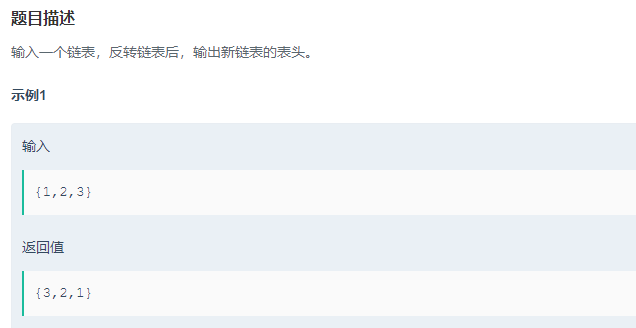 题目描述
输入一个链表，反转链表后，输出新链表的表头。
示例1
输入
{1,2,3}
返回值
{3,2,1}